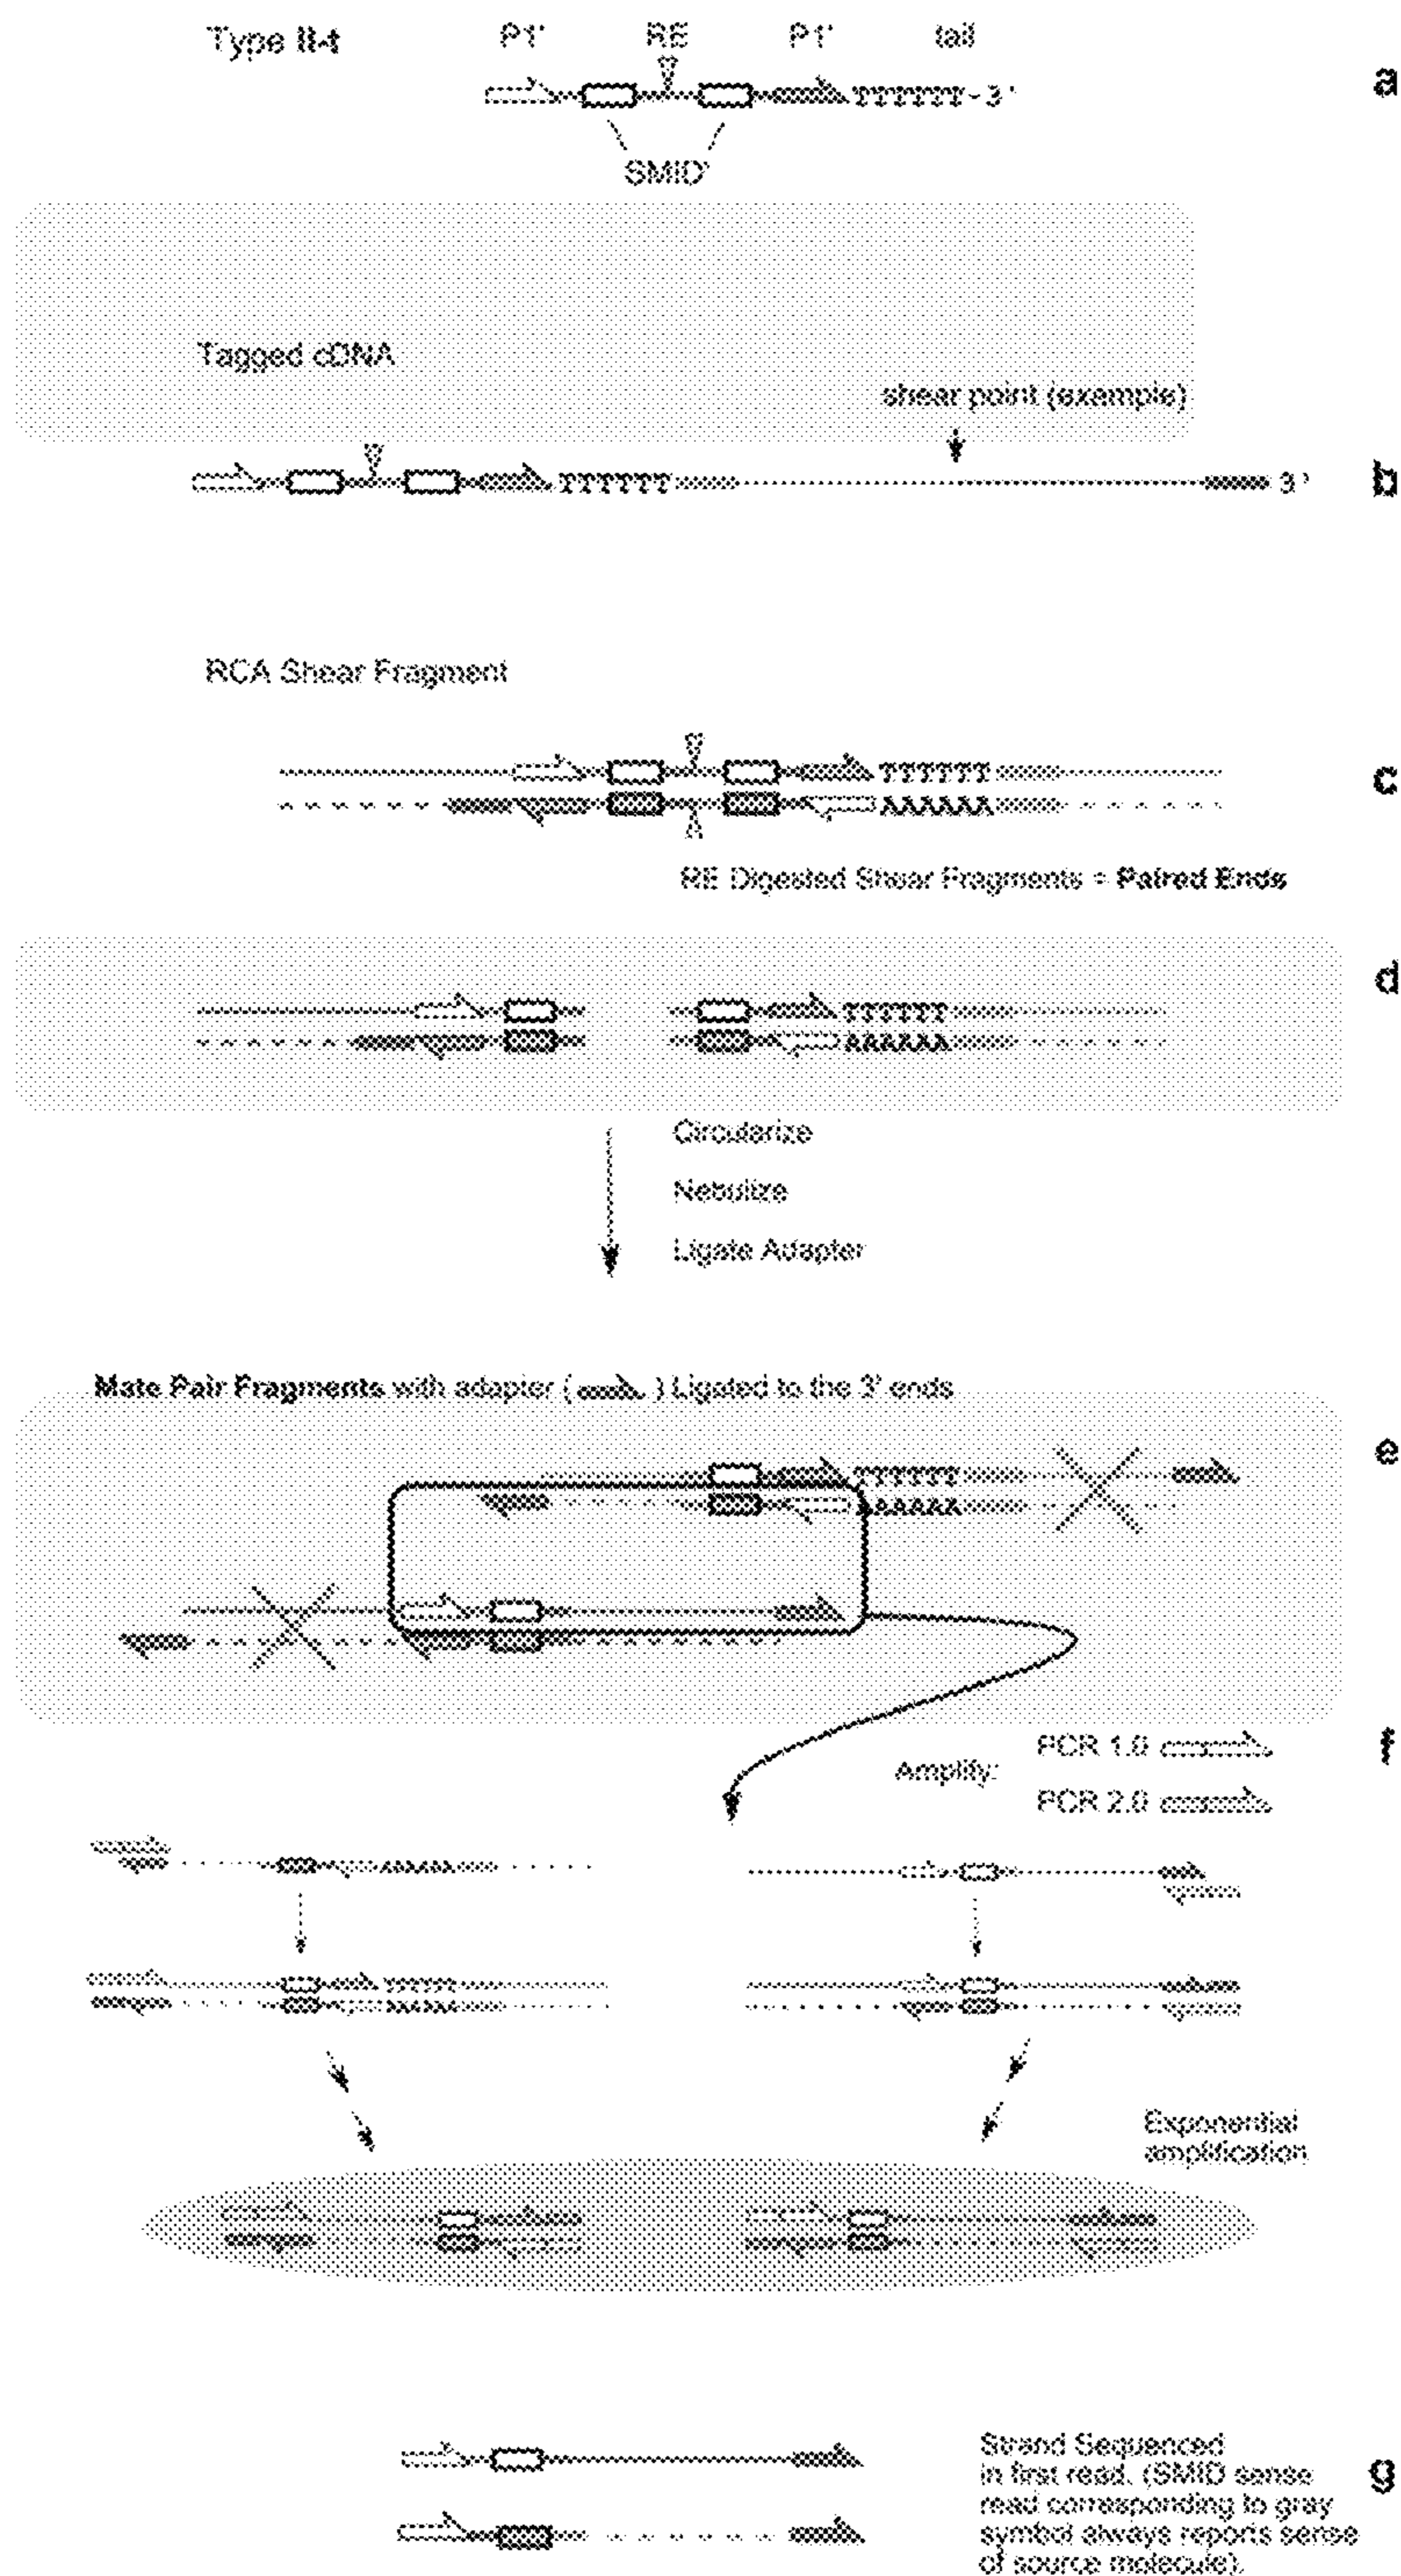 Type II-t P1' RE P1' tail
a
TTTTTT-3'
SMID'
Tagged cDNA
shear point (example)
b
TTTTTT 3'
RCA Shear Fragment
c
TTTTTT
AAAAAA
RE Digested Shear Fragments = Paired Ends
d
TTTTTT
AAAAAA
Circularize
Nebulize
Ligate Adapter
Mate Pair Fragments with adapter ( ) Ligated to the 3' ends
e
TTTTTT
AAAAAA
f
Amplify: PCR 1.0
PCR 2.0
AAAAA
TTTT
AAAAA
Exponential
amplification
g
Strand Sequenced
in first read. (SMID sense
read corresponding to gray
symbol always reports sense
of source molecule).